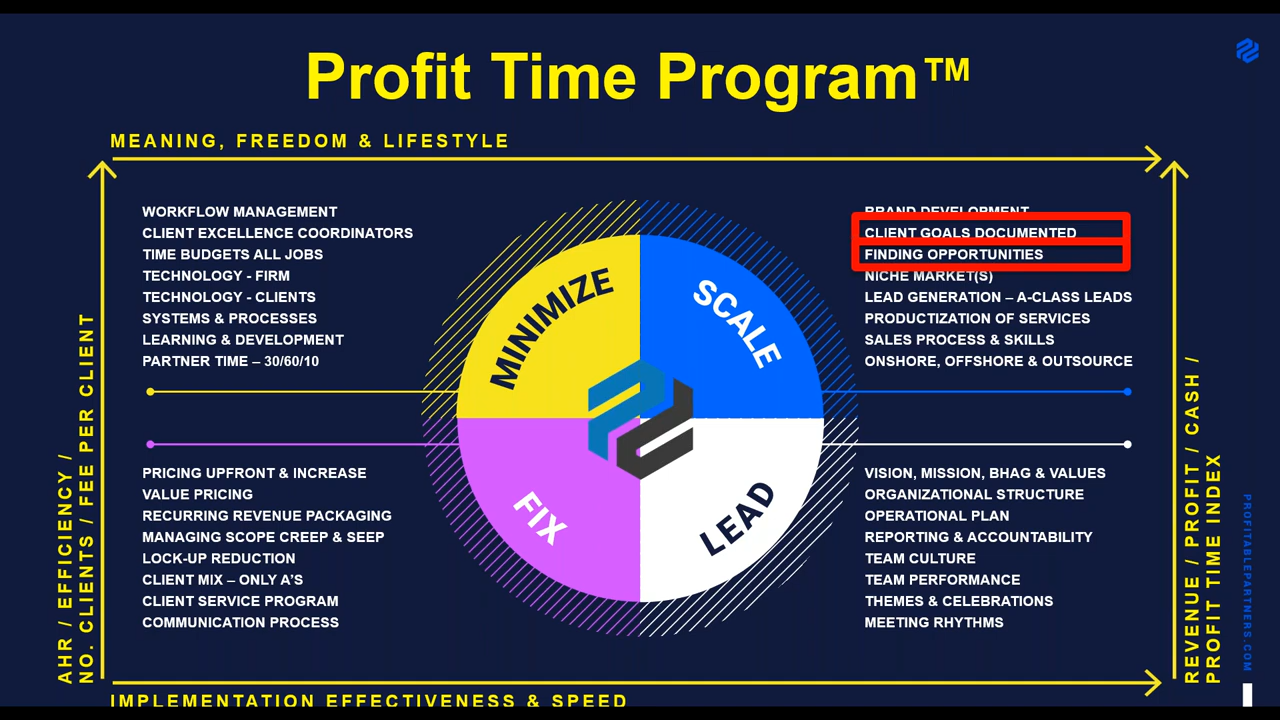 Profit Time Program™
MEANING, FREEDOM & LIFESTYLE
WORKFLOW MANAGEMENT
CLIENT EXCELLENCE COORDINATORS
TIME BUDGETS ALL JOBS
TECHNOLOGY - FIRM
TECHNOLOGY - CLIENTS
SYSTEMS & PROCESSES
LEARNING & DEVELOPMENT
PARTNER TIME – 30/60/10
MINIMIZE
SCALE
BRAND DEVELOPMENT
CLIENT GOALS DOCUMENTED
FINDING OPPORTUNITIES
NICHE MARKET(S)
LEAD GENERATION – A-CLASS LEADS
PRODUCTIZATION OF SERVICES
SALES PROCESS & SKILLS
ONSHORE, OFFSHORE & OUTSOURCE
PRICING UPFRONT & INCREASE
VALUE PRICING
RECURRING REVENUE PACKAGING
MANAGING SCOPE CREEP & SEEP
LOCK-UP REDUCTION
CLIENT MIX – ONLY A'S
CLIENT SERVICE PROGRAM
COMMUNICATION PROCESS
FIX
LEAD
VISION, MISSION, BHAG & VALUES
ORGANIZATIONAL STRUCTURE
OPERATIONAL PLAN
REPORTING & ACCOUNTABILITY
TEAM CULTURE
TEAM PERFORMANCE
THEMES & CELEBRATIONS
MEETING RHYTHMS
AHR / EFFICIENCY /
NO. CLIENTS / FEE PER CLIENT
REVENUE / PROFIT / CASH /
PROFIT TIME INDEX
PROFITABLEPARTNERS.COM
IMPLEMENTATION EFFECTIVENESS & SPEED